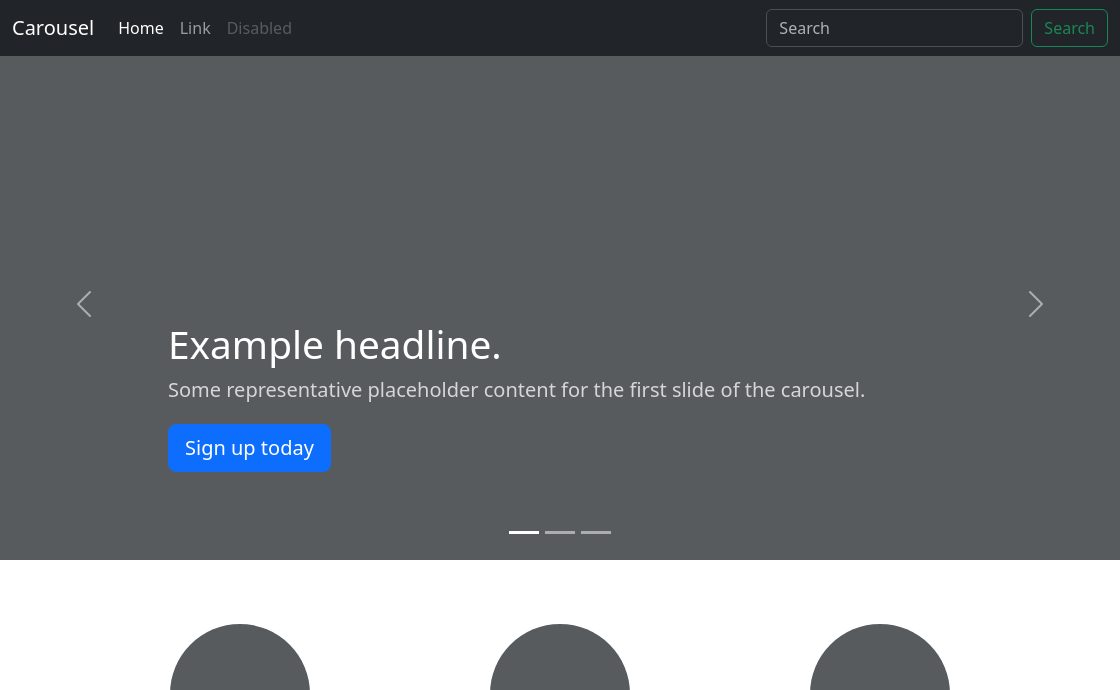 Carousel Home Link Disabled Search Search
Example headline.
Some representative placeholder content for the first slide of the carousel.
Sign up today